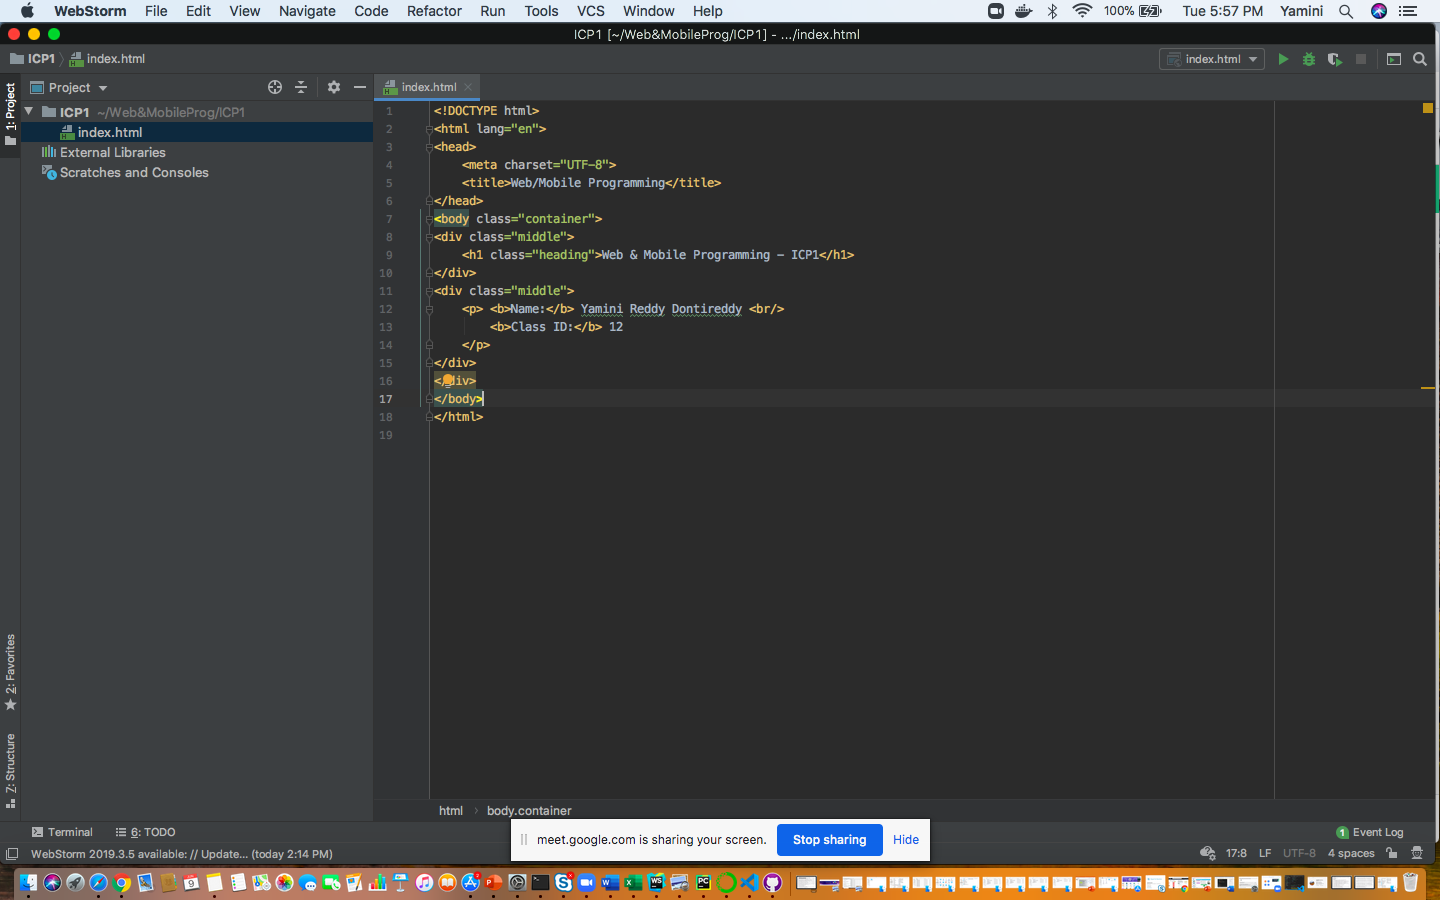 WebStorm File Edit View Navigate Code Refactor Run Tools VCS Window Help 100% Tue 5:57 PM Yamini
ICP1 [~/Web&MobileProg/ICP1] - .../index.html
ICP1 index.html index.html
1: Project
Project
index.html
ICP1 ~/Web&MobileProg/ICP1
index.html
External Libraries
Scratches and Consoles
1 <!DOCTYPE html>
2 <html lang="en">
3 <head>
4 <meta charset="UTF-8">
5 <title>Web/Mobile Programming</title>
6 </head>
7 <body class="container">
8 <div class="middle">
9 <h1 class="heading">Web & Mobile Programming - ICP1</h1>
10 </div>
11 <div class="middle">
12 <p> <b>Name:</b> Yamini Reddy Dontireddy <br/>
13 <b>Class ID:</b> 12
14 </p>
15 </div>
16 </div>
17 </body>
18 </html>
19
2: Favorites
Z: Structure
html body.container
Terminal 6: TODO
meet.google.com is sharing your screen. Stop sharing Hide
1 Event Log
WebStorm 2019.3.5 available: // Update... (today 2:14 PM)
17:8 LF UTF-8 4 spaces